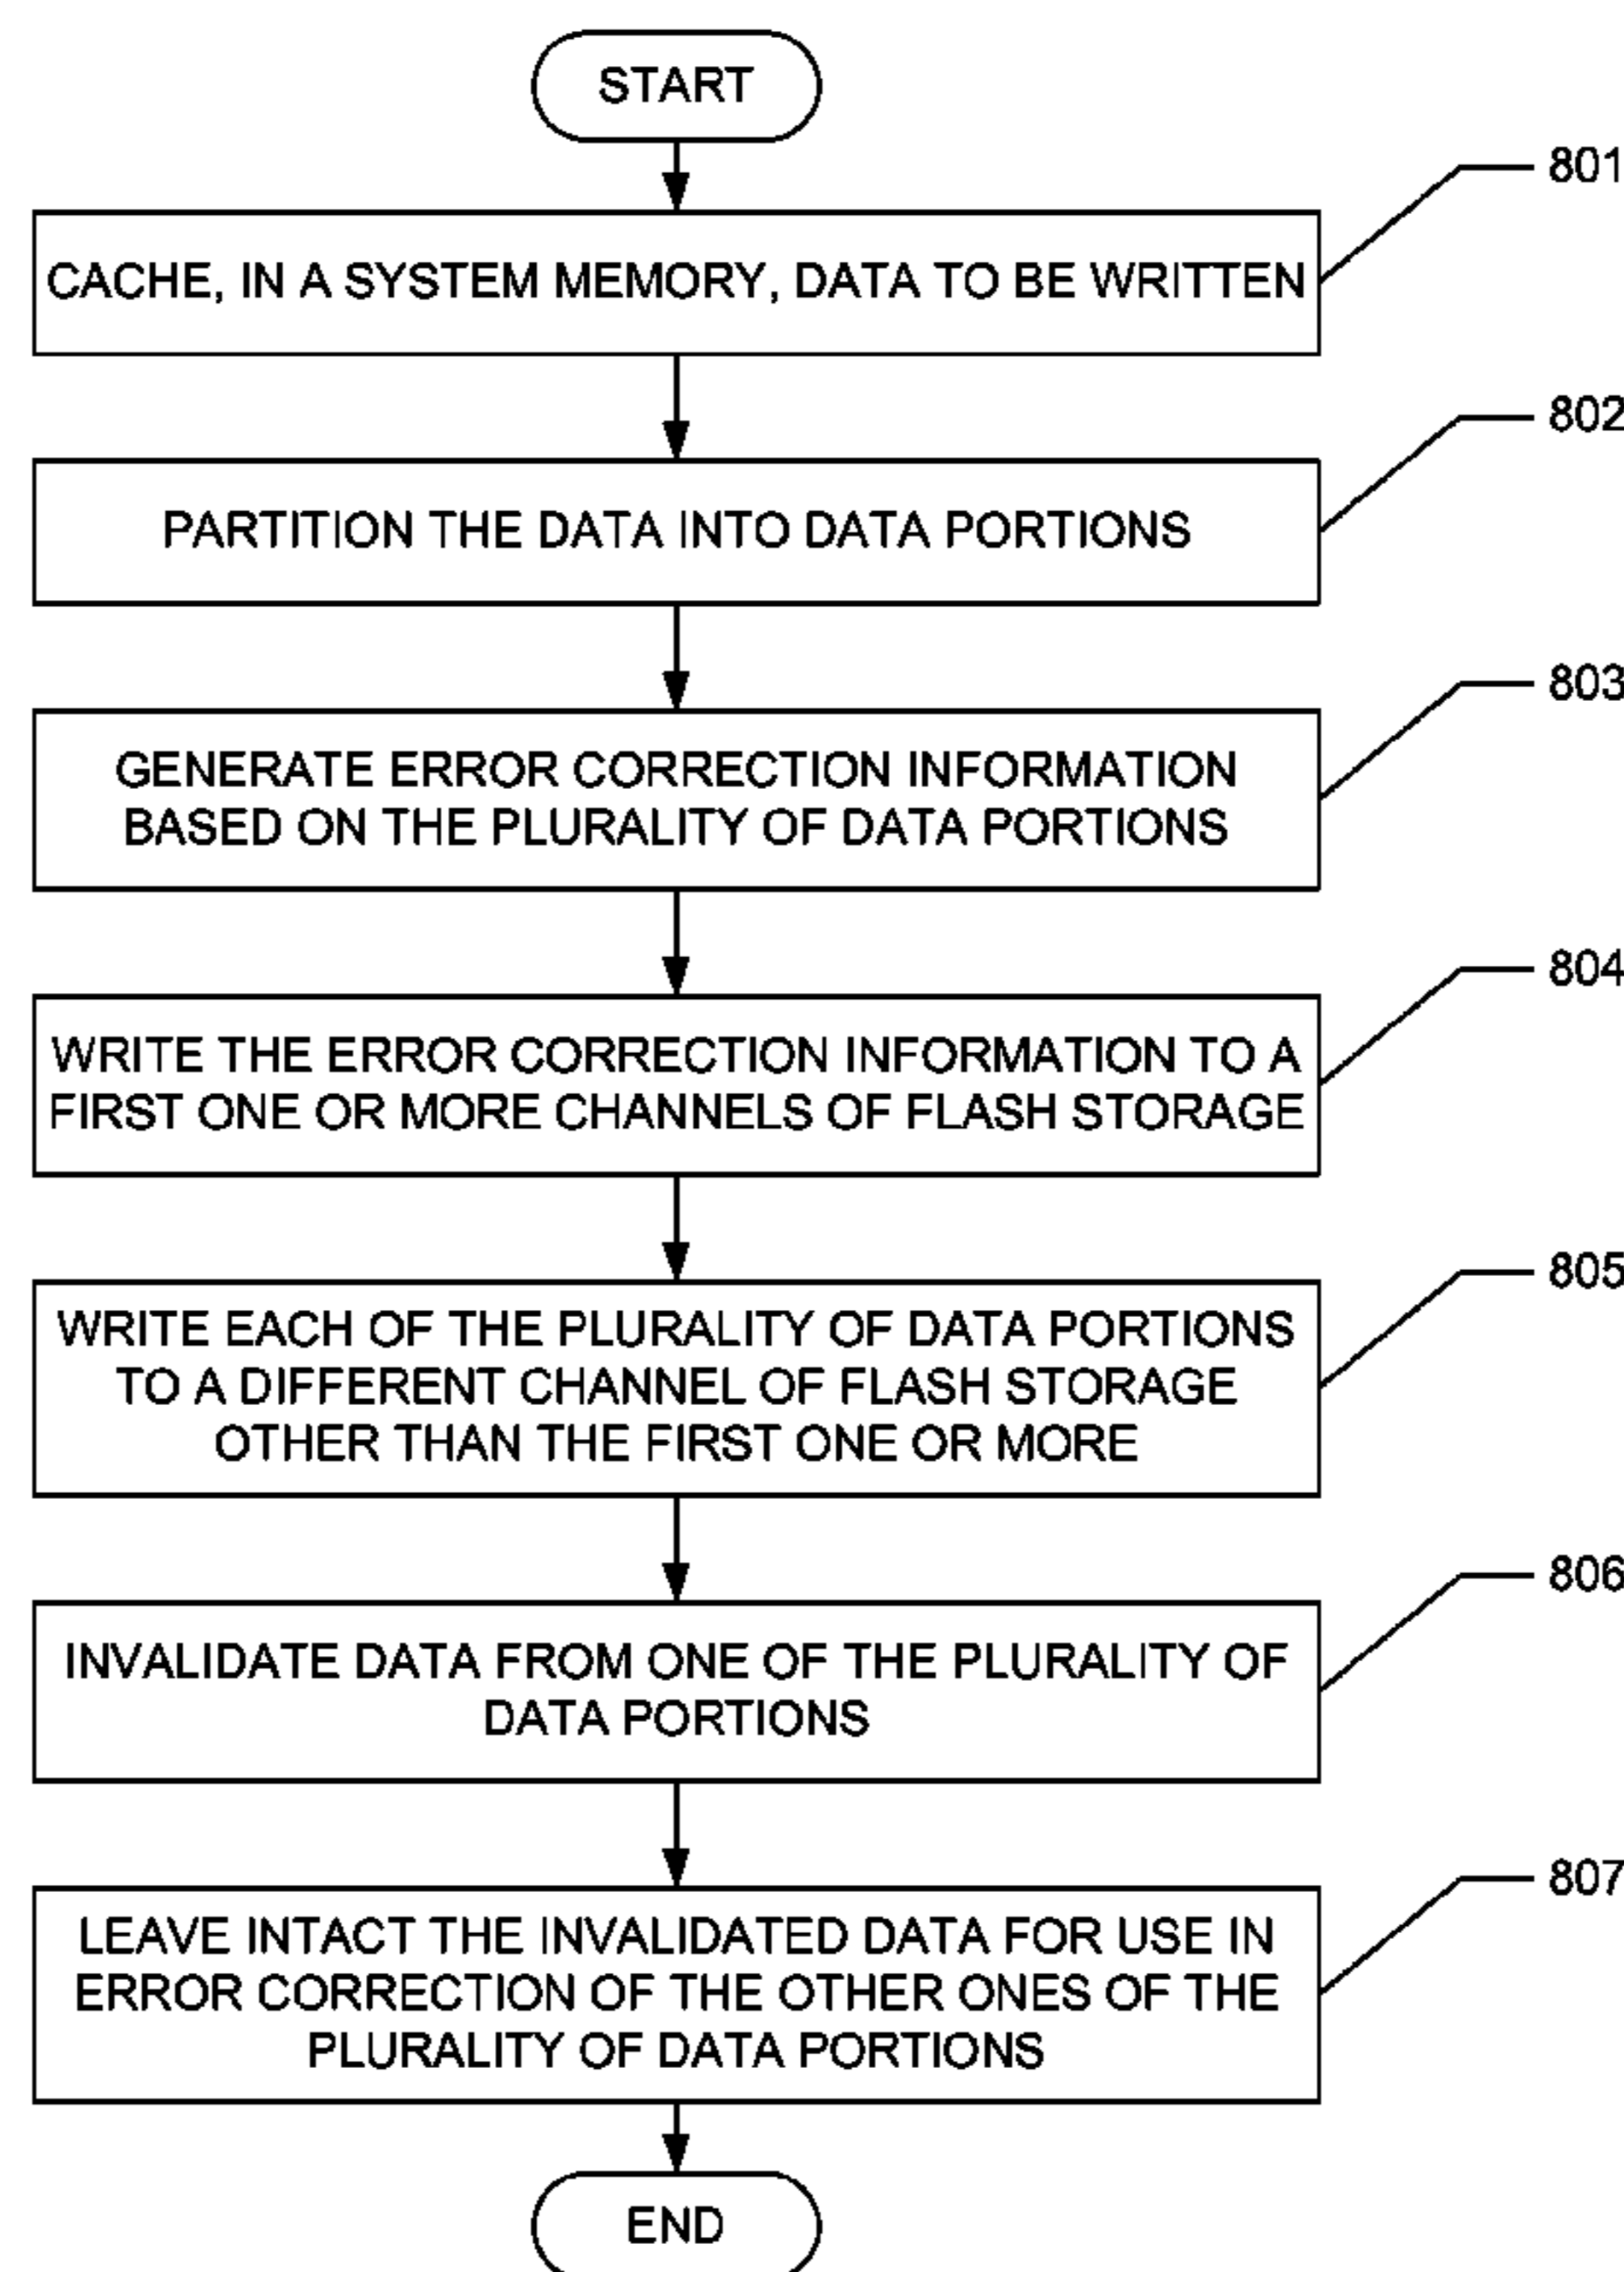 START
801
CACHE, IN A SYSTEM MEMORY, DATA TO BE WRITTEN
802
PARTITION THE DATA INTO DATA PORTIONS
803
GENERATE ERROR CORRECTION INFORMATION
BASED ON THE PLURALITY OF DATA PORTIONS
804
WRITE THE ERROR CORRECTION INFORMATION TO A
FIRST ONE OR MORE CHANNELS OF FLASH STORAGE
805
WRITE EACH OF THE PLURALITY OF DATA PORTIONS
TO A DIFFERENT CHANNEL OF FLASH STORAGE
OTHER THAN THE FIRST ONE OR MORE
806
INVALIDATE DATA FROM ONE OF THE PLURALITY OF
DATA PORTIONS
807
LEAVE INTACT THE INVALIDATED DATA FOR USE IN
ERROR CORRECTION OF THE OTHER ONES OF THE
PLURALITY OF DATA PORTIONS
END